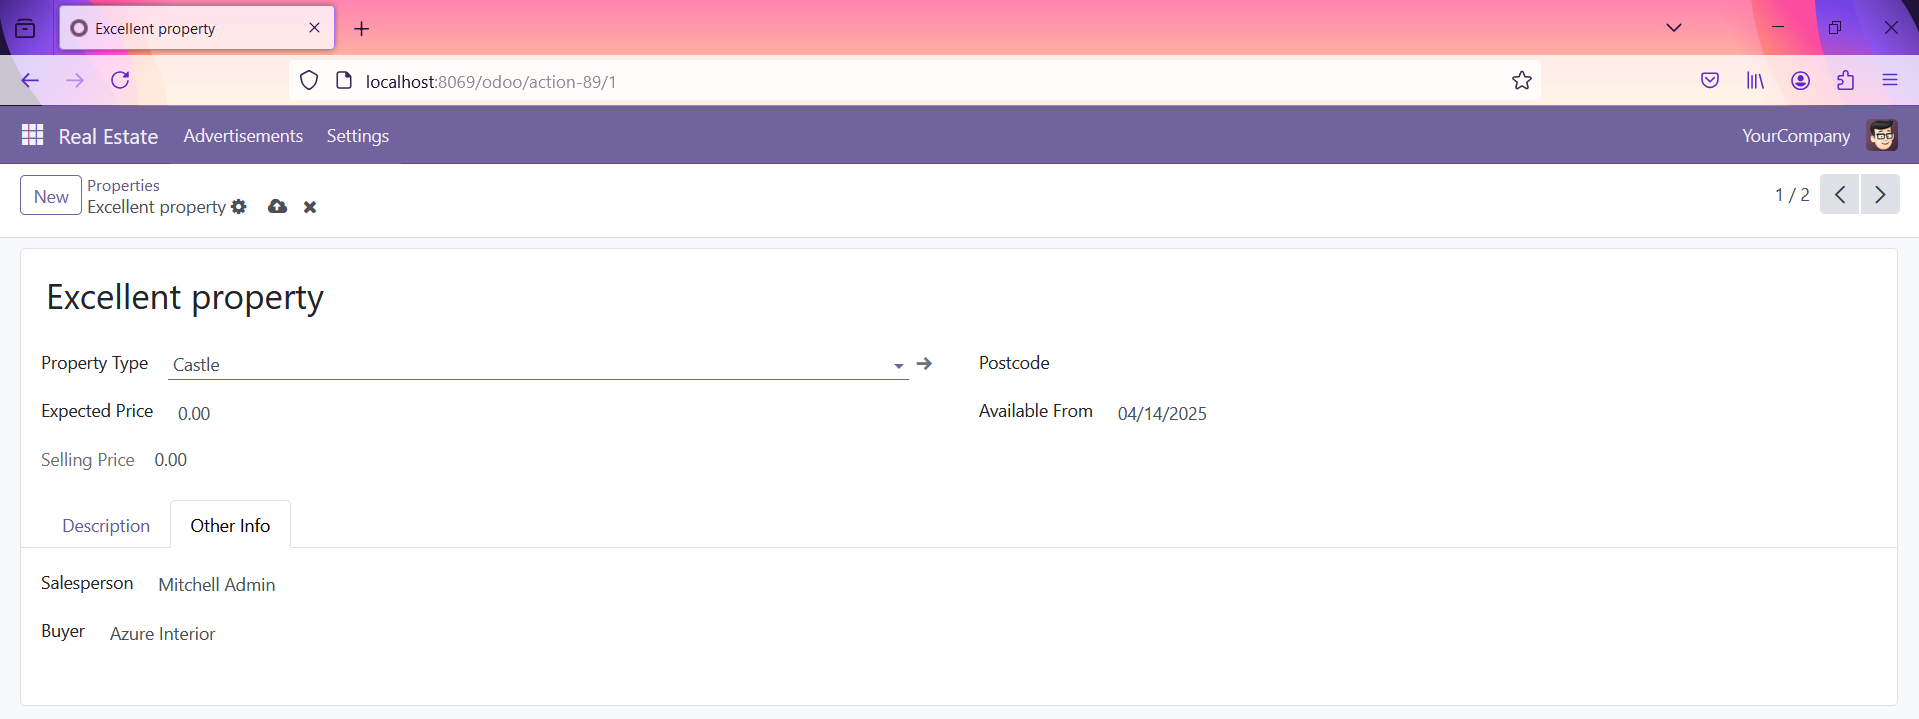 Excellent property
localhost:8069/odoo/action-89/1
Real Estate Advertisements Settings YourCompany
New Properties
Excellent property 1 / 2
Excellent property
Property Type Castle Postcode
Expected Price 0.00 Available From 04/14/2025
Selling Price 0.00
Description Other Info
Salesperson Mitchell Admin
Buyer Azure Interior